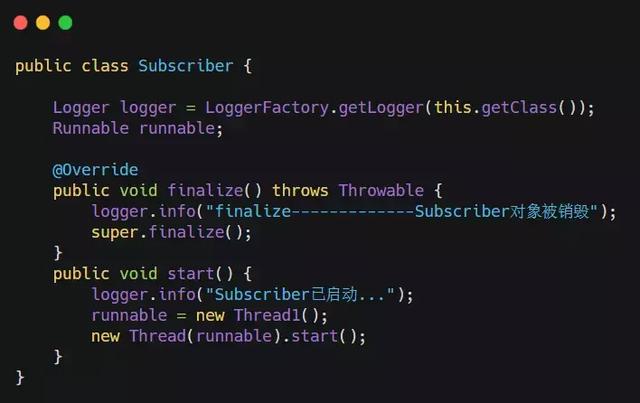 public class Subscriber {
    Logger logger = LoggerFactory.getLogger(this.getClass());
    Runnable runnable;
    @Override
    public void finalize() throws Throwable {
        logger.info("finalize-------------Subscriber对象被销毁");
        super.finalize();
    }
    public void start() {
        logger.info("Subscriber已启动...");
        runnable = new Thread1();
        new Thread(runnable).start();
    }
}